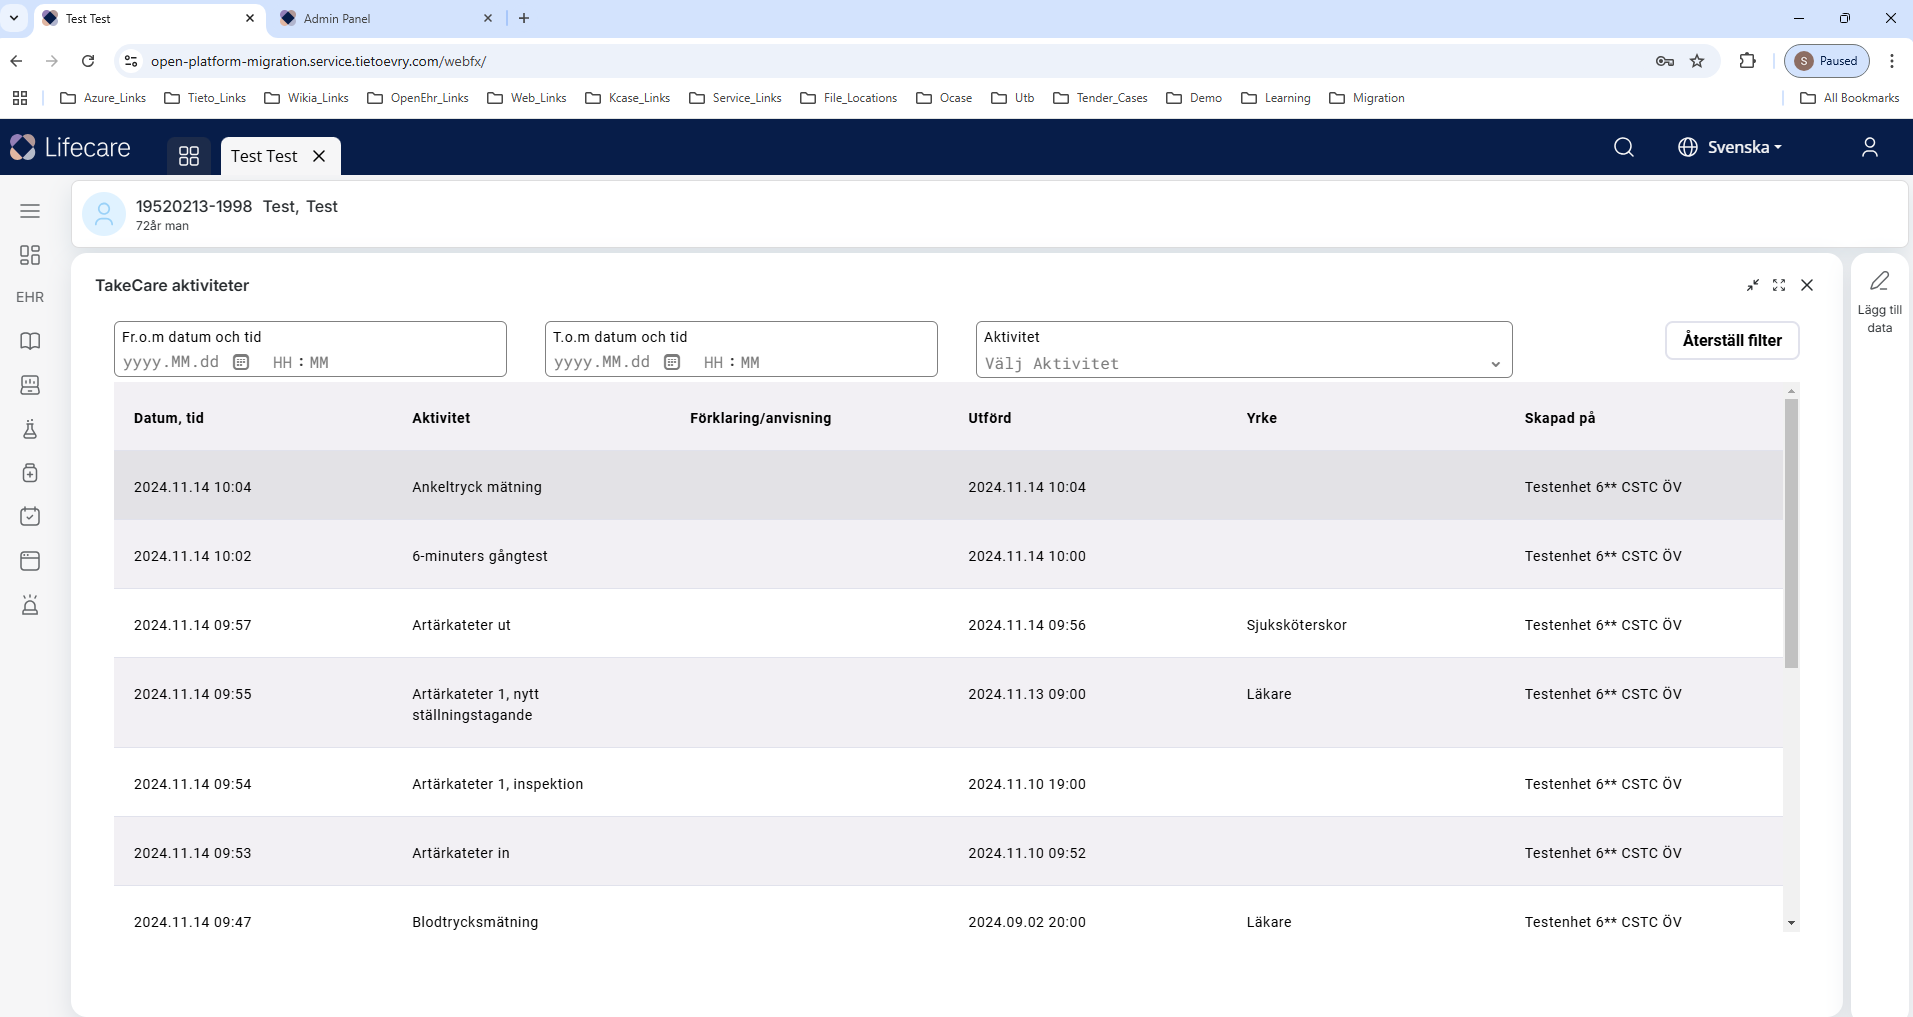 Test Test
Admin Panel
open-platform-migration.service.tietoevry.com/webfx/
S Paused
Azure_Links Tieto_Links Wikia_Links OpenEhr_Links Web_Links Kcase_Links Service_Links File_Locations Ocase Utb Tender_Cases Demo Learning Migration All Bookmarks
Lifecare
Test Test
Svenska
19520213-1998 Test, Test
72år man
EHR
TakeCare aktiviteter
Lägg till
data
Fr.o.m datum och tid
yyyy.MM.dd HH : MM
T.o.m datum och tid
yyyy.MM.dd HH : MM
Aktivitet
Välj Aktivitet
Återställ filter
Datum, tid Aktivitet Förklaring/anvisning Utförd Yrke Skapad på
2024.11.14 10:04 Ankeltryck mätning 2024.11.14 10:04 Testenhet 6** CSTC ÖV
2024.11.14 10:02 6-minuters gångtest 2024.11.14 10:00 Testenhet 6** CSTC ÖV
2024.11.14 09:57 Artärkateter ut 2024.11.14 09:56 Sjuksköterskor Testenhet 6** CSTC ÖV
2024.11.14 09:55 Artärkateter 1, nytt 2024.11.13 09:00 Läkare Testenhet 6** CSTC ÖV
ställningstagande
2024.11.14 09:54 Artärkateter 1, inspektion 2024.11.10 19:00 Testenhet 6** CSTC ÖV
2024.11.14 09:53 Artärkateter in 2024.11.10 09:52 Testenhet 6** CSTC ÖV
2024.11.14 09:47 Blodtrycksmätning 2024.09.02 20:00 Läkare Testenhet 6** CSTC ÖV